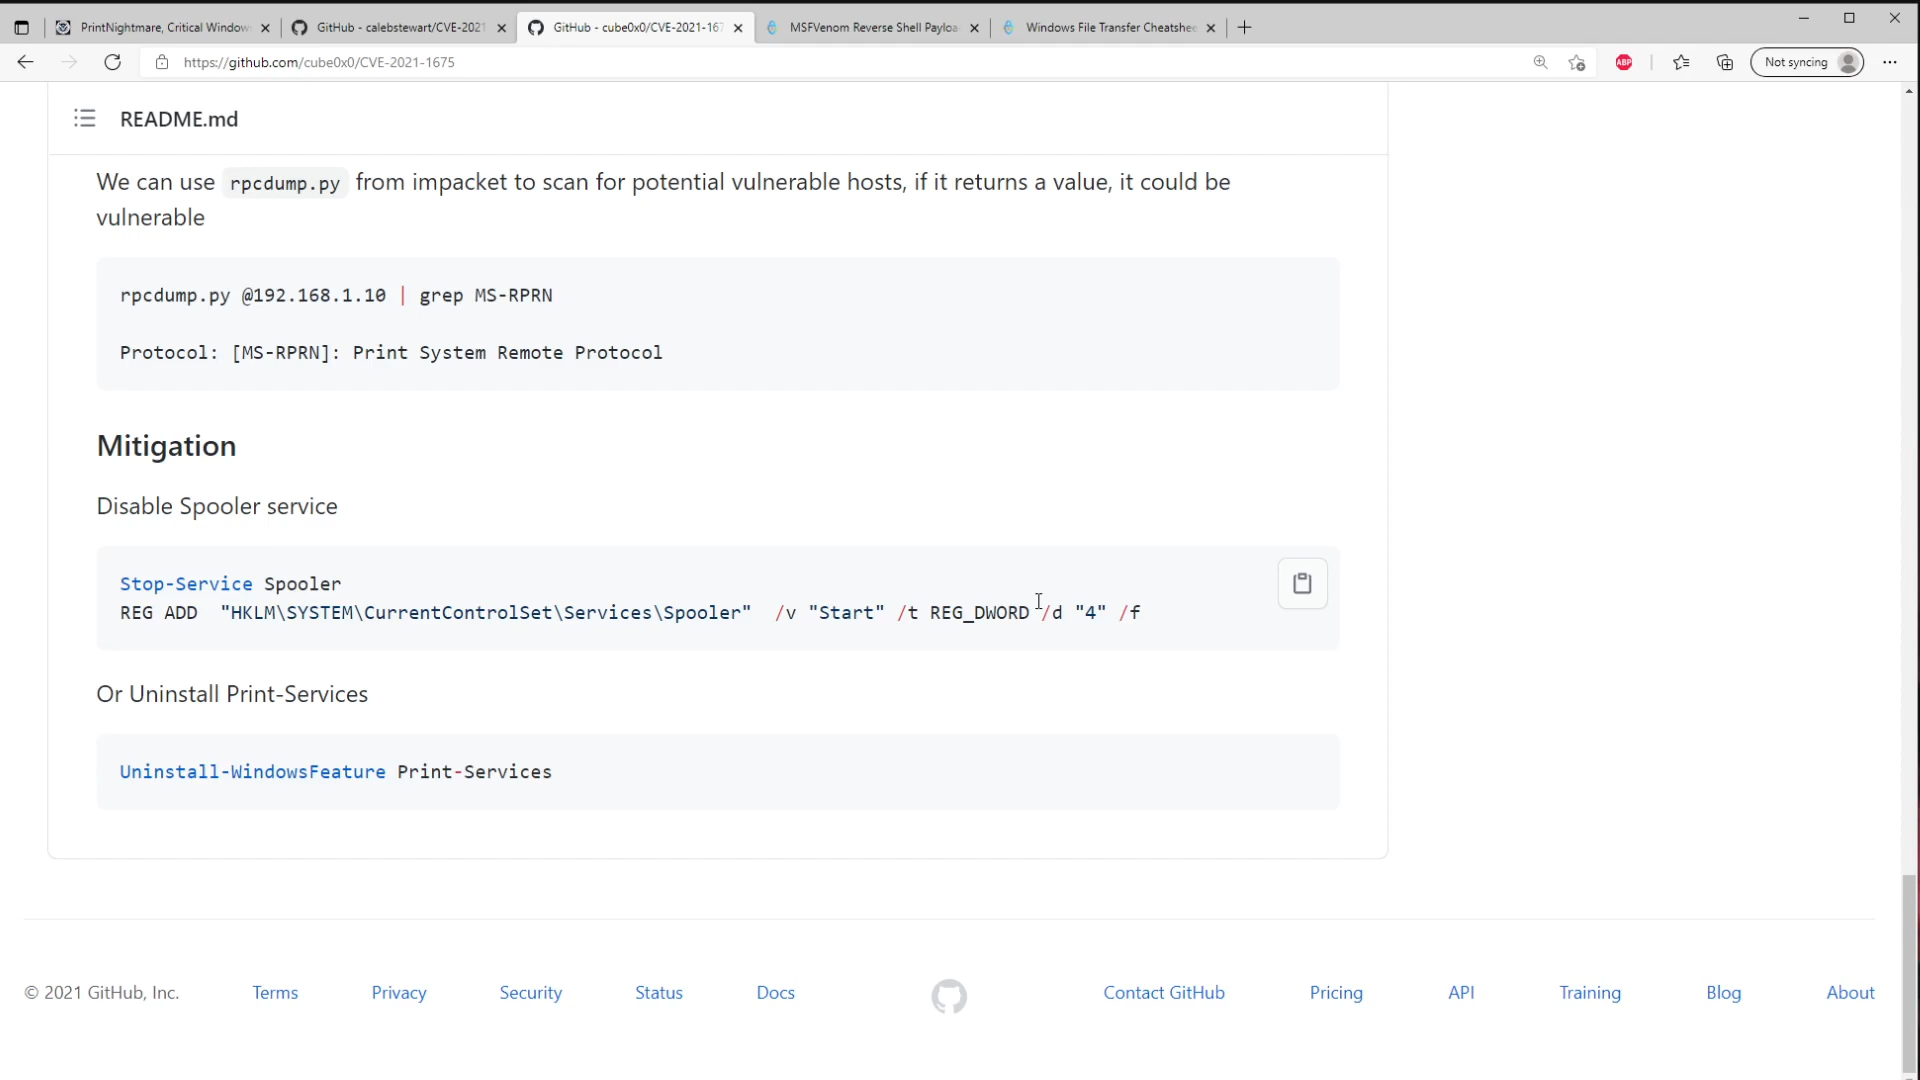 PrintNightmare, Critical Window
GitHub - calebstewart/CVE-2021
GitHub - cube0x0/CVE-2021-167
MSFVenom Reverse Shell Payloa
Windows File Transfer Cheatshe
https://github.com/cube0x0/CVE-2021-1675
ABP
Not syncing
README.md
We can use rpcdump.py from impacket to scan for potential vulnerable hosts, if it returns a value, it could be
vulnerable
rpcdump.py @192.168.1.10 | grep MS-RPRN
Protocol: [MS-RPRN]: Print System Remote Protocol
Mitigation
Disable Spooler service
Stop-Service Spooler
REG ADD  "HKLM\SYSTEM\CurrentControlSet\Services\Spooler"  /v "Start" /t REG_DWORD /d "4" /f
Or Uninstall Print-Services
Uninstall-WindowsFeature Print-Services
© 2021 GitHub, Inc.
Terms
Privacy
Security
Status
Docs
Contact GitHub
Pricing
API
Training
Blog
About